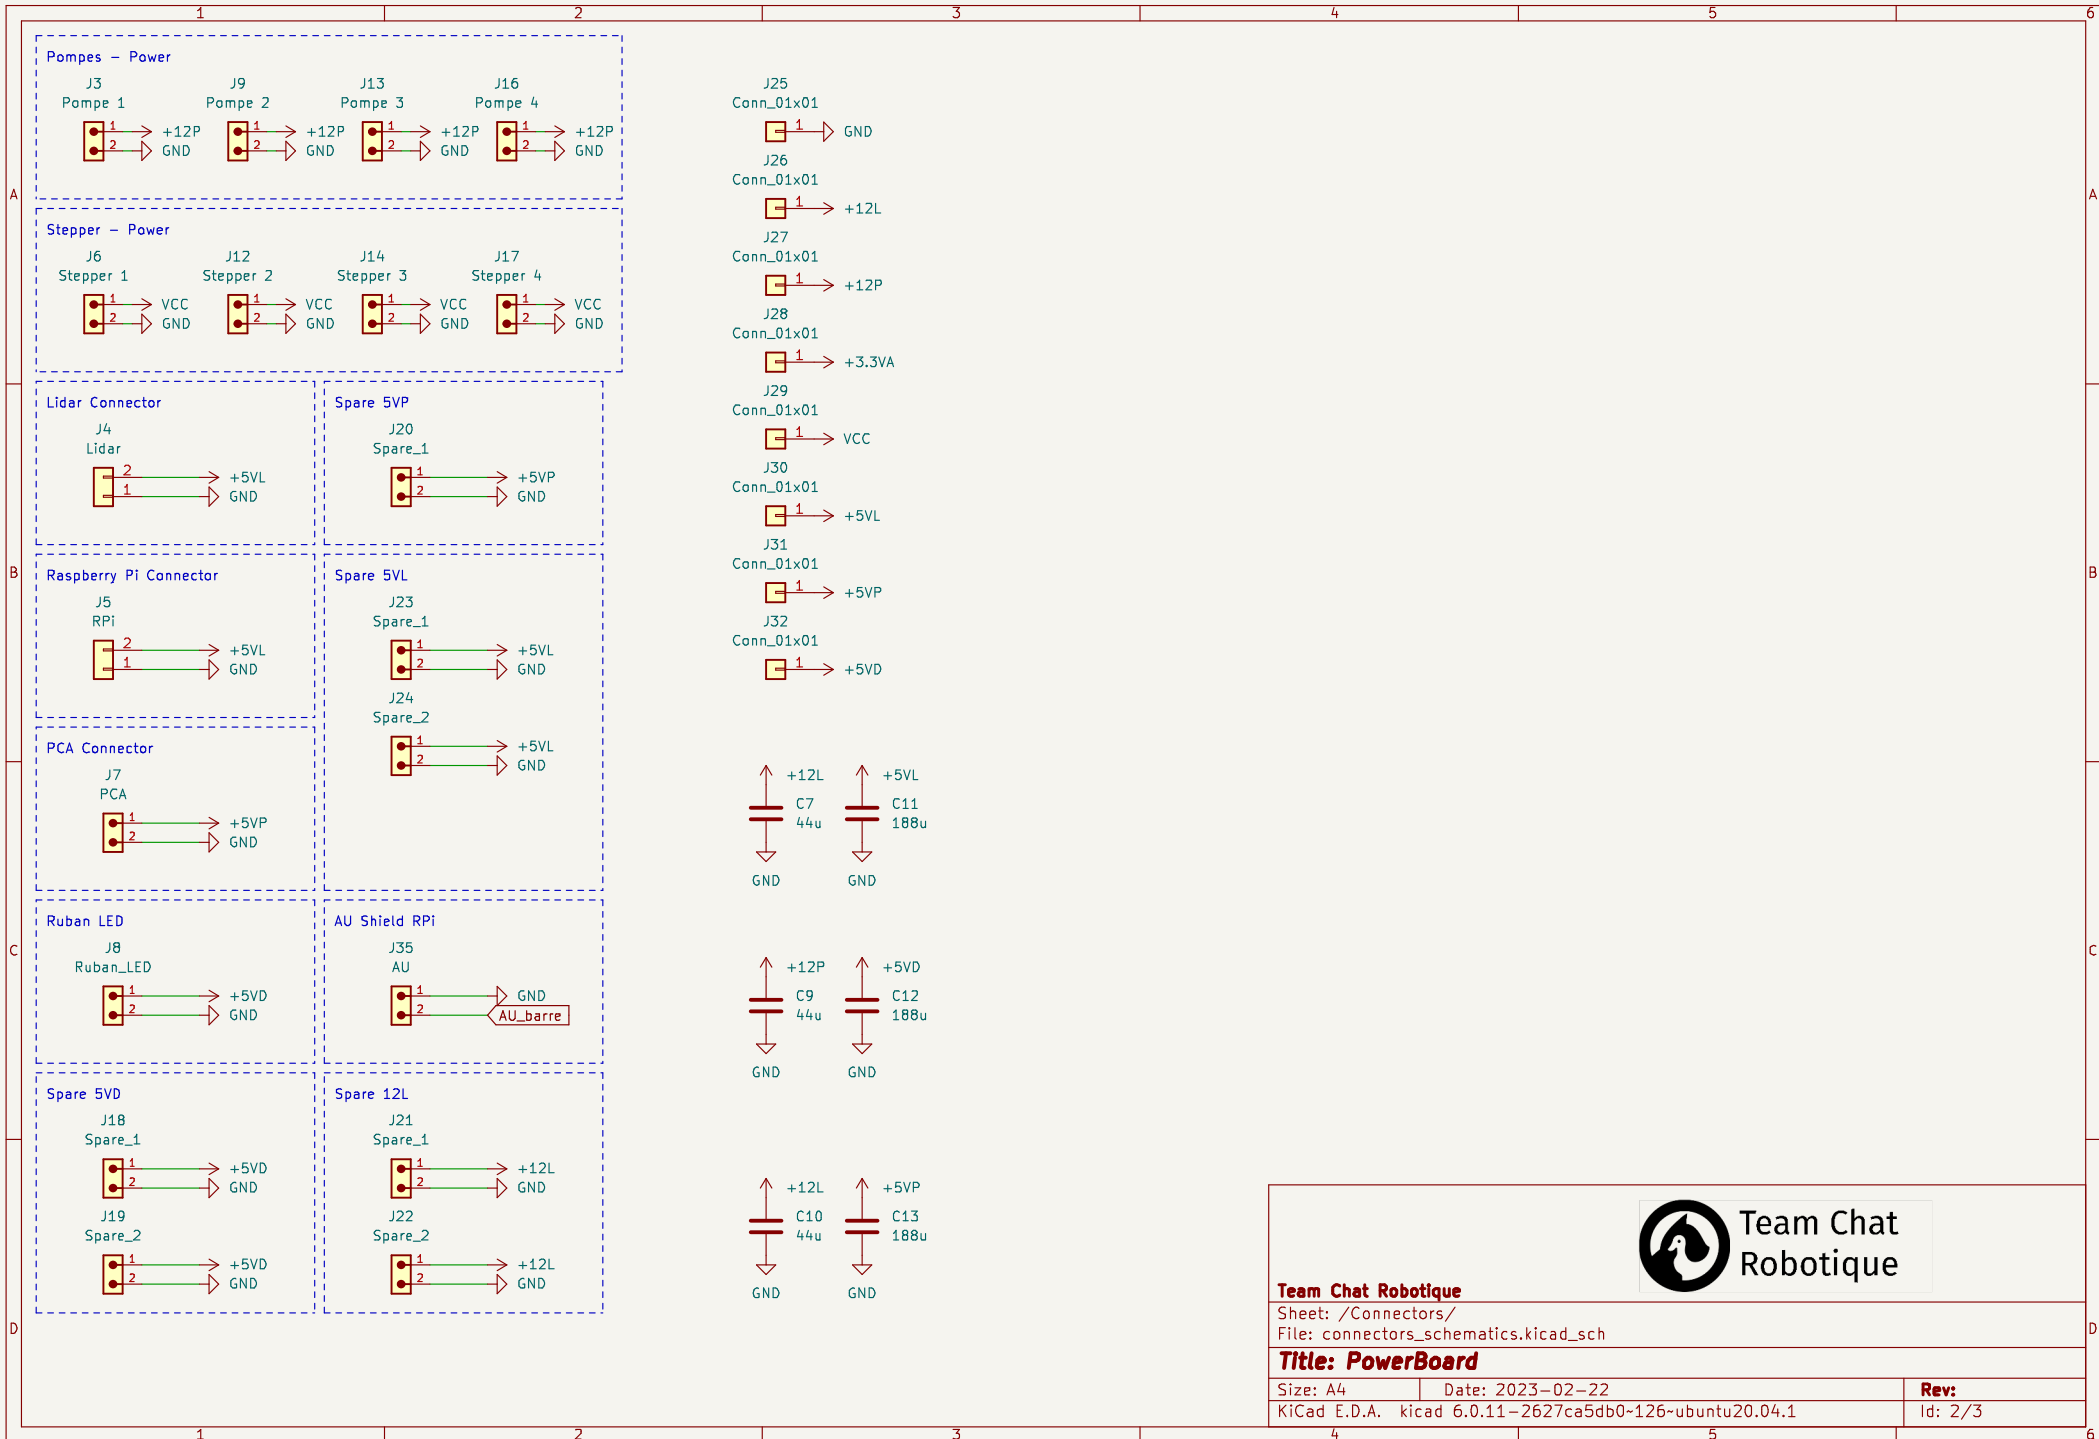 1 2 3 4 5 6
Pompes - Power
J3 J9 J13 J16
Pompe 1 Pompe 2 Pompe 3 Pompe 4
1 +12P 1 +12P 1 +12P 1 +12P
2 GND 2 GND 2 GND 2 GND
A A
Stepper - Power
J6 J12 J14 J17
Stepper 1 Stepper 2 Stepper 3 Stepper 4
1 VCC 1 VCC 1 VCC 1 VCC
2 GND 2 GND 2 GND 2 GND
Lidar Connector
J4
Lidar
2 +5VL
1 GND
Spare 5VP
J20
Spare_1
1 +5VP
2 GND
B B
Raspberry Pi Connector
J5
RPi
2 +5VL
1 GND
Spare 5VL
J23
Spare_1
1 +5VL
2 GND
J24
Spare_2
1 +5VL
2 GND
PCA Connector
J7
PCA
1 +5VP
2 GND
C C
Ruban LED
J8
Ruban_LED
1 +5VD
2 GND
AU Shield RPi
J35
AU
1 GND
2 AU_barre
Spare 5VD
J18
Spare_1
1 +5VD
2 GND
J19
Spare_2
1 +5VD
2 GND
Spare 12L
J21
Spare_1
1 +12L
2 GND
J22
Spare_2
1 +12L
2 GND
D D
J25
Conn_01x01
1 GND
J26
Conn_01x01
1 +12L
J27
Conn_01x01
1 +12P
J28
Conn_01x01
1 +3.3VA
J29
Conn_01x01
1 VCC
J30
Conn_01x01
1 +5VL
J31
Conn_01x01
1 +5VP
J32
Conn_01x01
1 +5VD
+12L +5VL
C7 C11
44u 188u
GND GND
+12P +5VD
C9 C12
44u 188u
GND GND
+12L +5VP
C10 C13
44u 188u
GND GND
Team Chat
Robotique
Team Chat Robotique
Sheet: /Connectors/
File: connectors_schematics.kicad_sch
Title: PowerBoard
Size: A4 Date: 2023-02-22 Rev:
KiCad E.D.A. kicad 6.0.11-2627ca5db0~126~ubuntu20.04.1 Id: 2/3
1 2 3 4 5 6